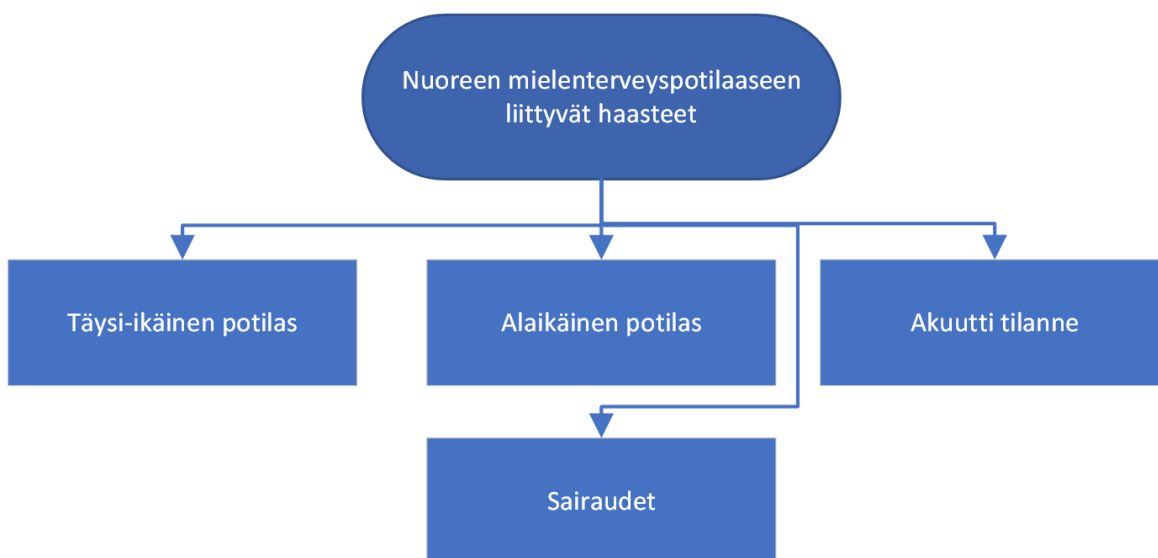 Nuoreen mielenterveyspotilaaseen
liittyvät haasteet
Täysi-ikäinen potilas
Alaikäinen potilas
Akuutti tilanne
Sairaudet